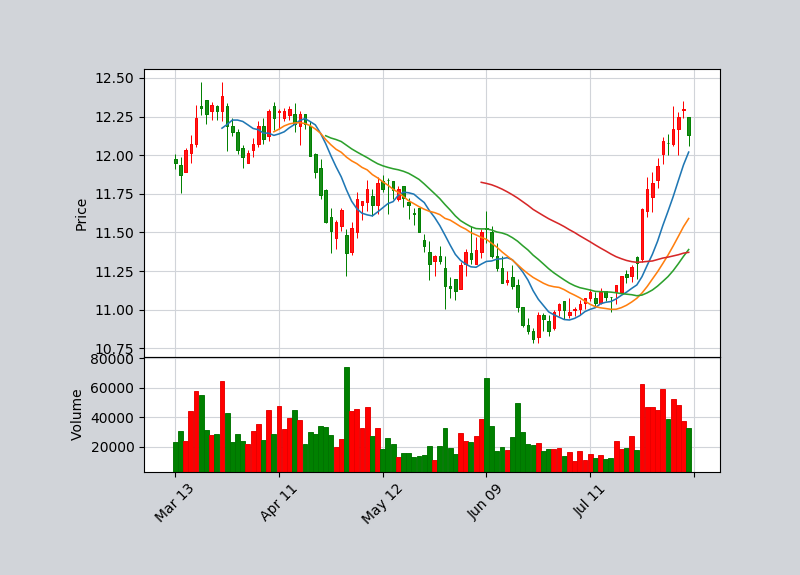 12.50
12.25
12.00
11.75
11.50
11.25
11.00
10.75
Price
80000
60000
40000
20000
Volume
Mar 13
Apr 11
May 12
Jun 09
Jul 11